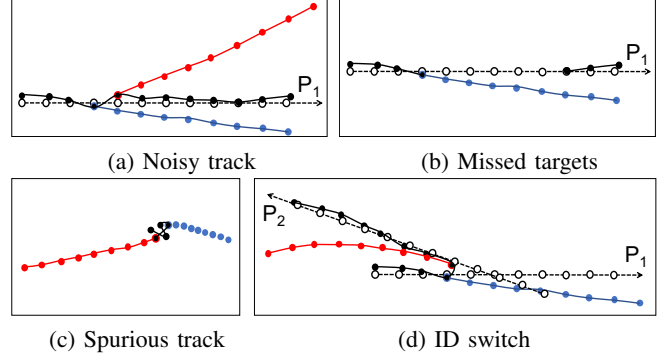 P1
P1
(a) Noisy track
(b) Missed targets
P2
P1
(c) Spurious track
(d) ID switch